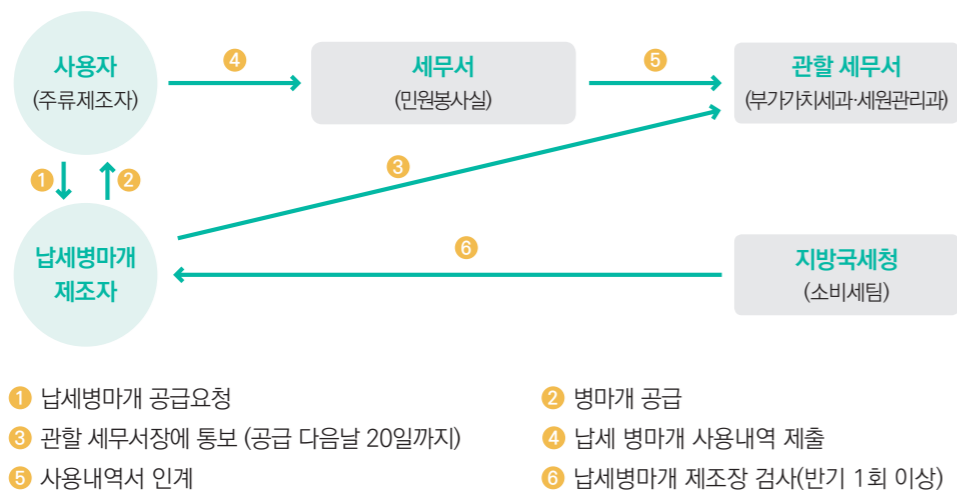 사용자
(주류제조자)
④
세무서
(민원봉사실)
⑤
관할 세무서
(부가가치세과·세원관리과)
①
②
③
납세병마개
제조자
⑥
지방국세청
(소비세팀)
① 납세병마개 공급요청
② 병마개 공급
③ 관할 세무서장에 통보 (공급 다음날 20일까지)
④ 납세 병마개 사용내역 제출
⑤ 사용내역서 인계
⑥ 납세병마개 제조장 검사(반기 1회 이상)